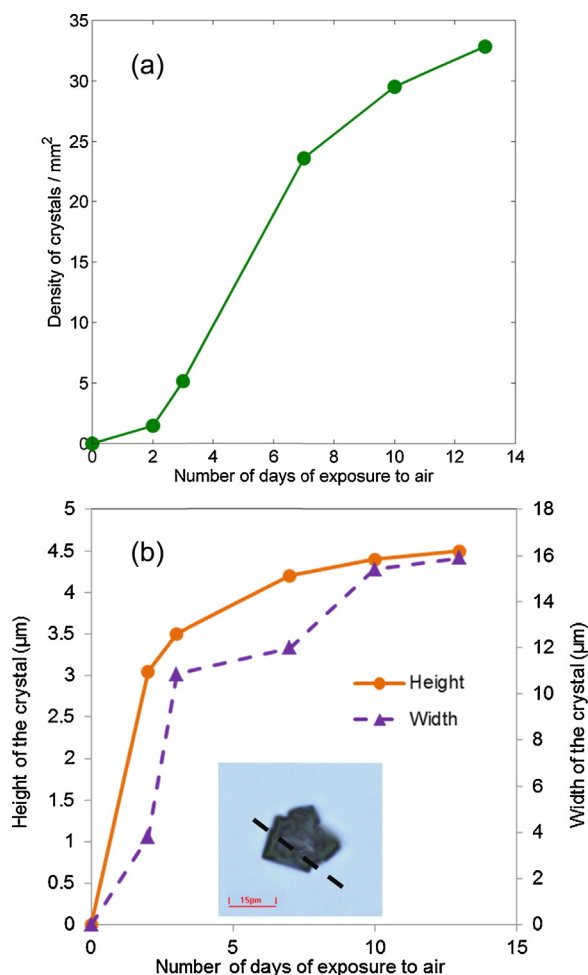 (a)
35
30
25
20
15
10
5
0
Density of crystals / mm²
0 2 4 6 8 10 12 14
Number of days of exposure to air
(b)
5
4.5
4
3.5
3
2.5
2
1.5
1
0.5
0
Height of the crystal (µm)
Height
Width
15µm
18
16
14
12
10
8
6
4
2
0
Width of the crystal (µm)
0 5 10 15
Number of days of exposure to air